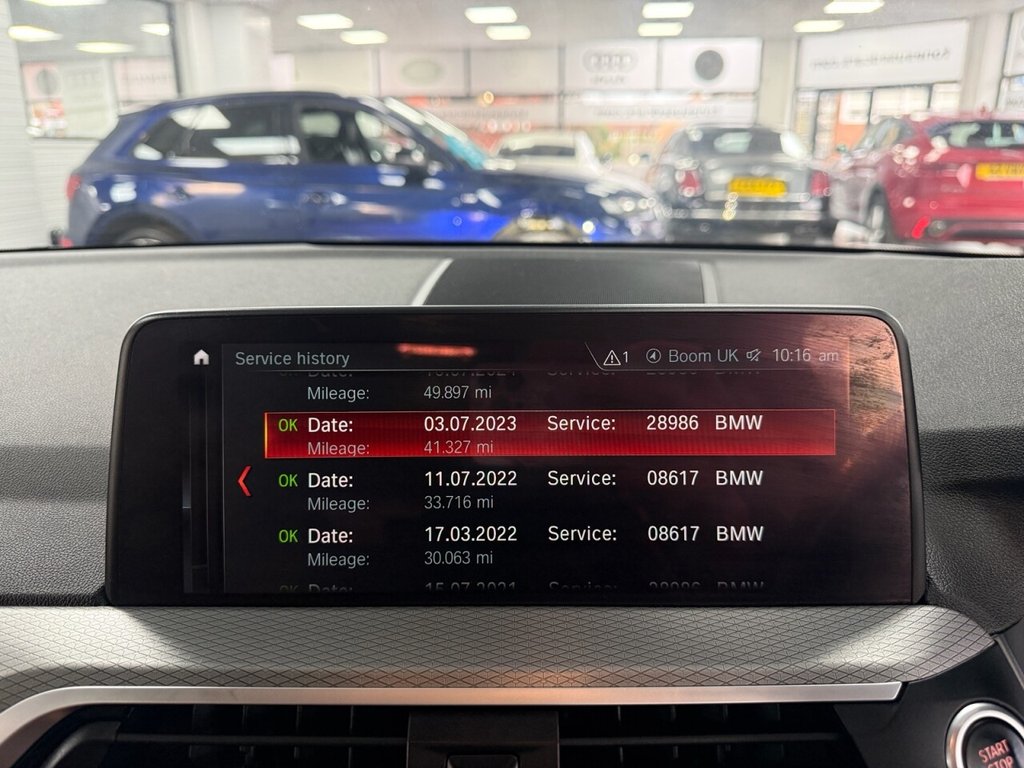 Service history 1 Boom UK 10:16 am
Mileage: 49.897 mi
OK Date: 03.07.2023 Service: 28986 BMW
Mileage: 41.327 mi
OK Date: 11.07.2022 Service: 08617 BMW
Mileage: 33.716 mi
OK Date: 17.03.2022 Service: 08617 BMW
Mileage: 30.063 mi
START
STOP